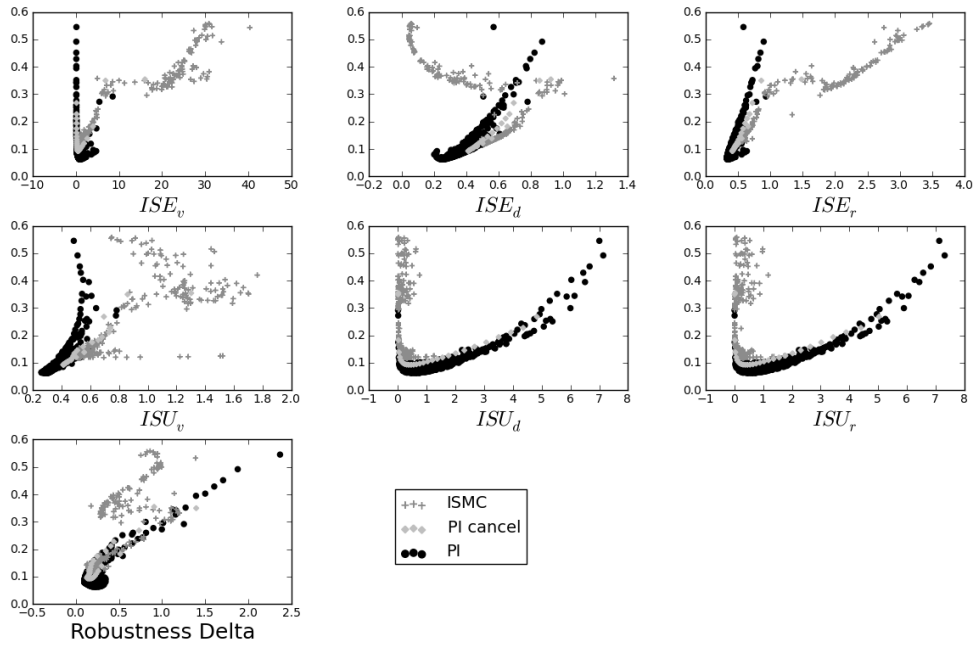 0.6
0.5
0.4
0.3
0.2
0.1
0.0
−10 0 10 20 30 40 50
ISE_v
0.6
0.5
0.4
0.3
0.2
0.1
0.0
−0.2 0.0 0.2 0.4 0.6 0.8 1.0 1.2 1.4
ISE_d
0.6
0.5
0.4
0.3
0.2
0.1
0.0
0.0 0.5 1.0 1.5 2.0 2.5 3.0 3.5 4.0
ISE_r
0.6
0.5
0.4
0.3
0.2
0.1
0.0
0.2 0.4 0.6 0.8 1.0 1.2 1.4 1.6 1.8 2.0
ISU_v
0.6
0.5
0.4
0.3
0.2
0.1
0.0
−1 0 1 2 3 4 5 6 7 8
ISU_d
0.6
0.5
0.4
0.3
0.2
0.1
0.0
−1 0 1 2 3 4 5 6 7 8
ISU_r
0.6
0.5
0.4
0.3
0.2
0.1
0.0
−0.5 0.0 0.5 1.0 1.5 2.0 2.5
Robustness Delta
ISMC
PI cancel
PI